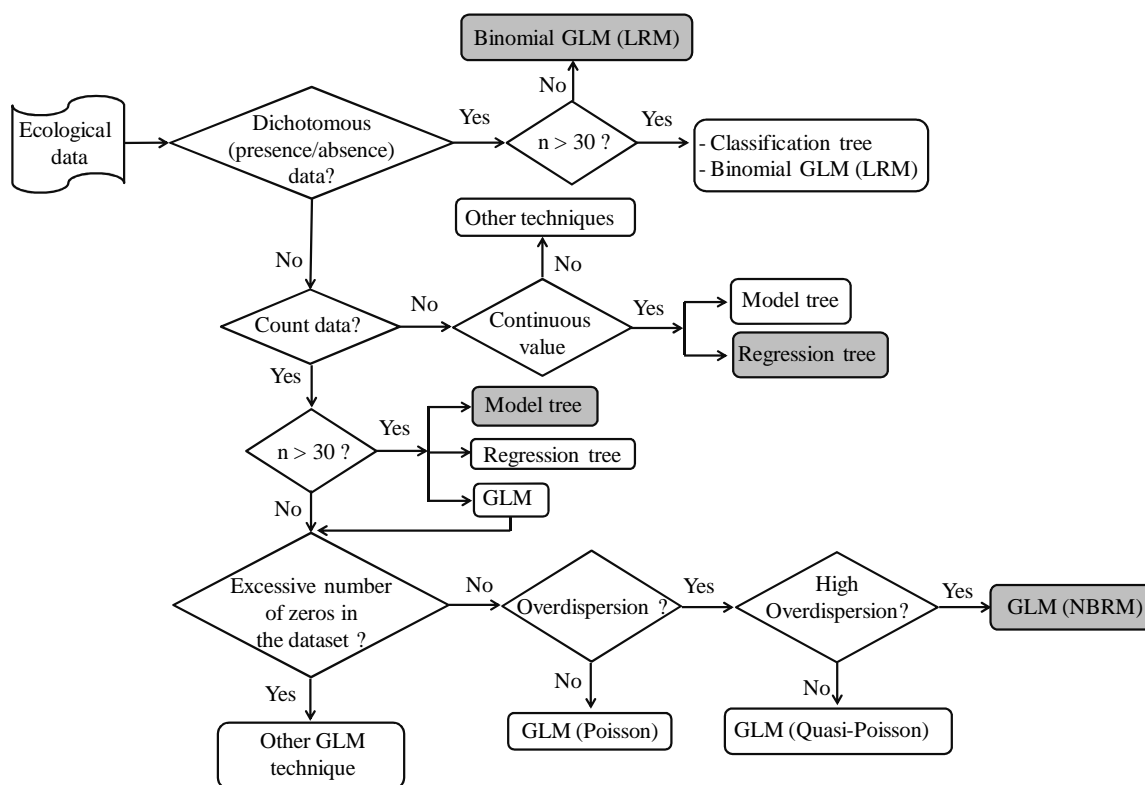 Binomial GLM (LRM)
No
Ecological
data
Dichotomous
(presence/absence)
data?
Yes
n > 30 ?
Yes
- Classification tree
- Binomial GLM (LRM)
Other techniques
No
No
Count data?
No
Continuous
value
Yes
Model tree
Regression tree
Yes
n > 30 ?
Yes
Model tree
Regression tree
GLM
No
Excessive number
of zeros in
the dataset ?
No
Overdispersion ?
Yes
High
Overdispersion?
Yes
GLM (NBRM)
Yes
No
No
Other GLM
technique
GLM (Poisson)
GLM (Quasi-Poisson)